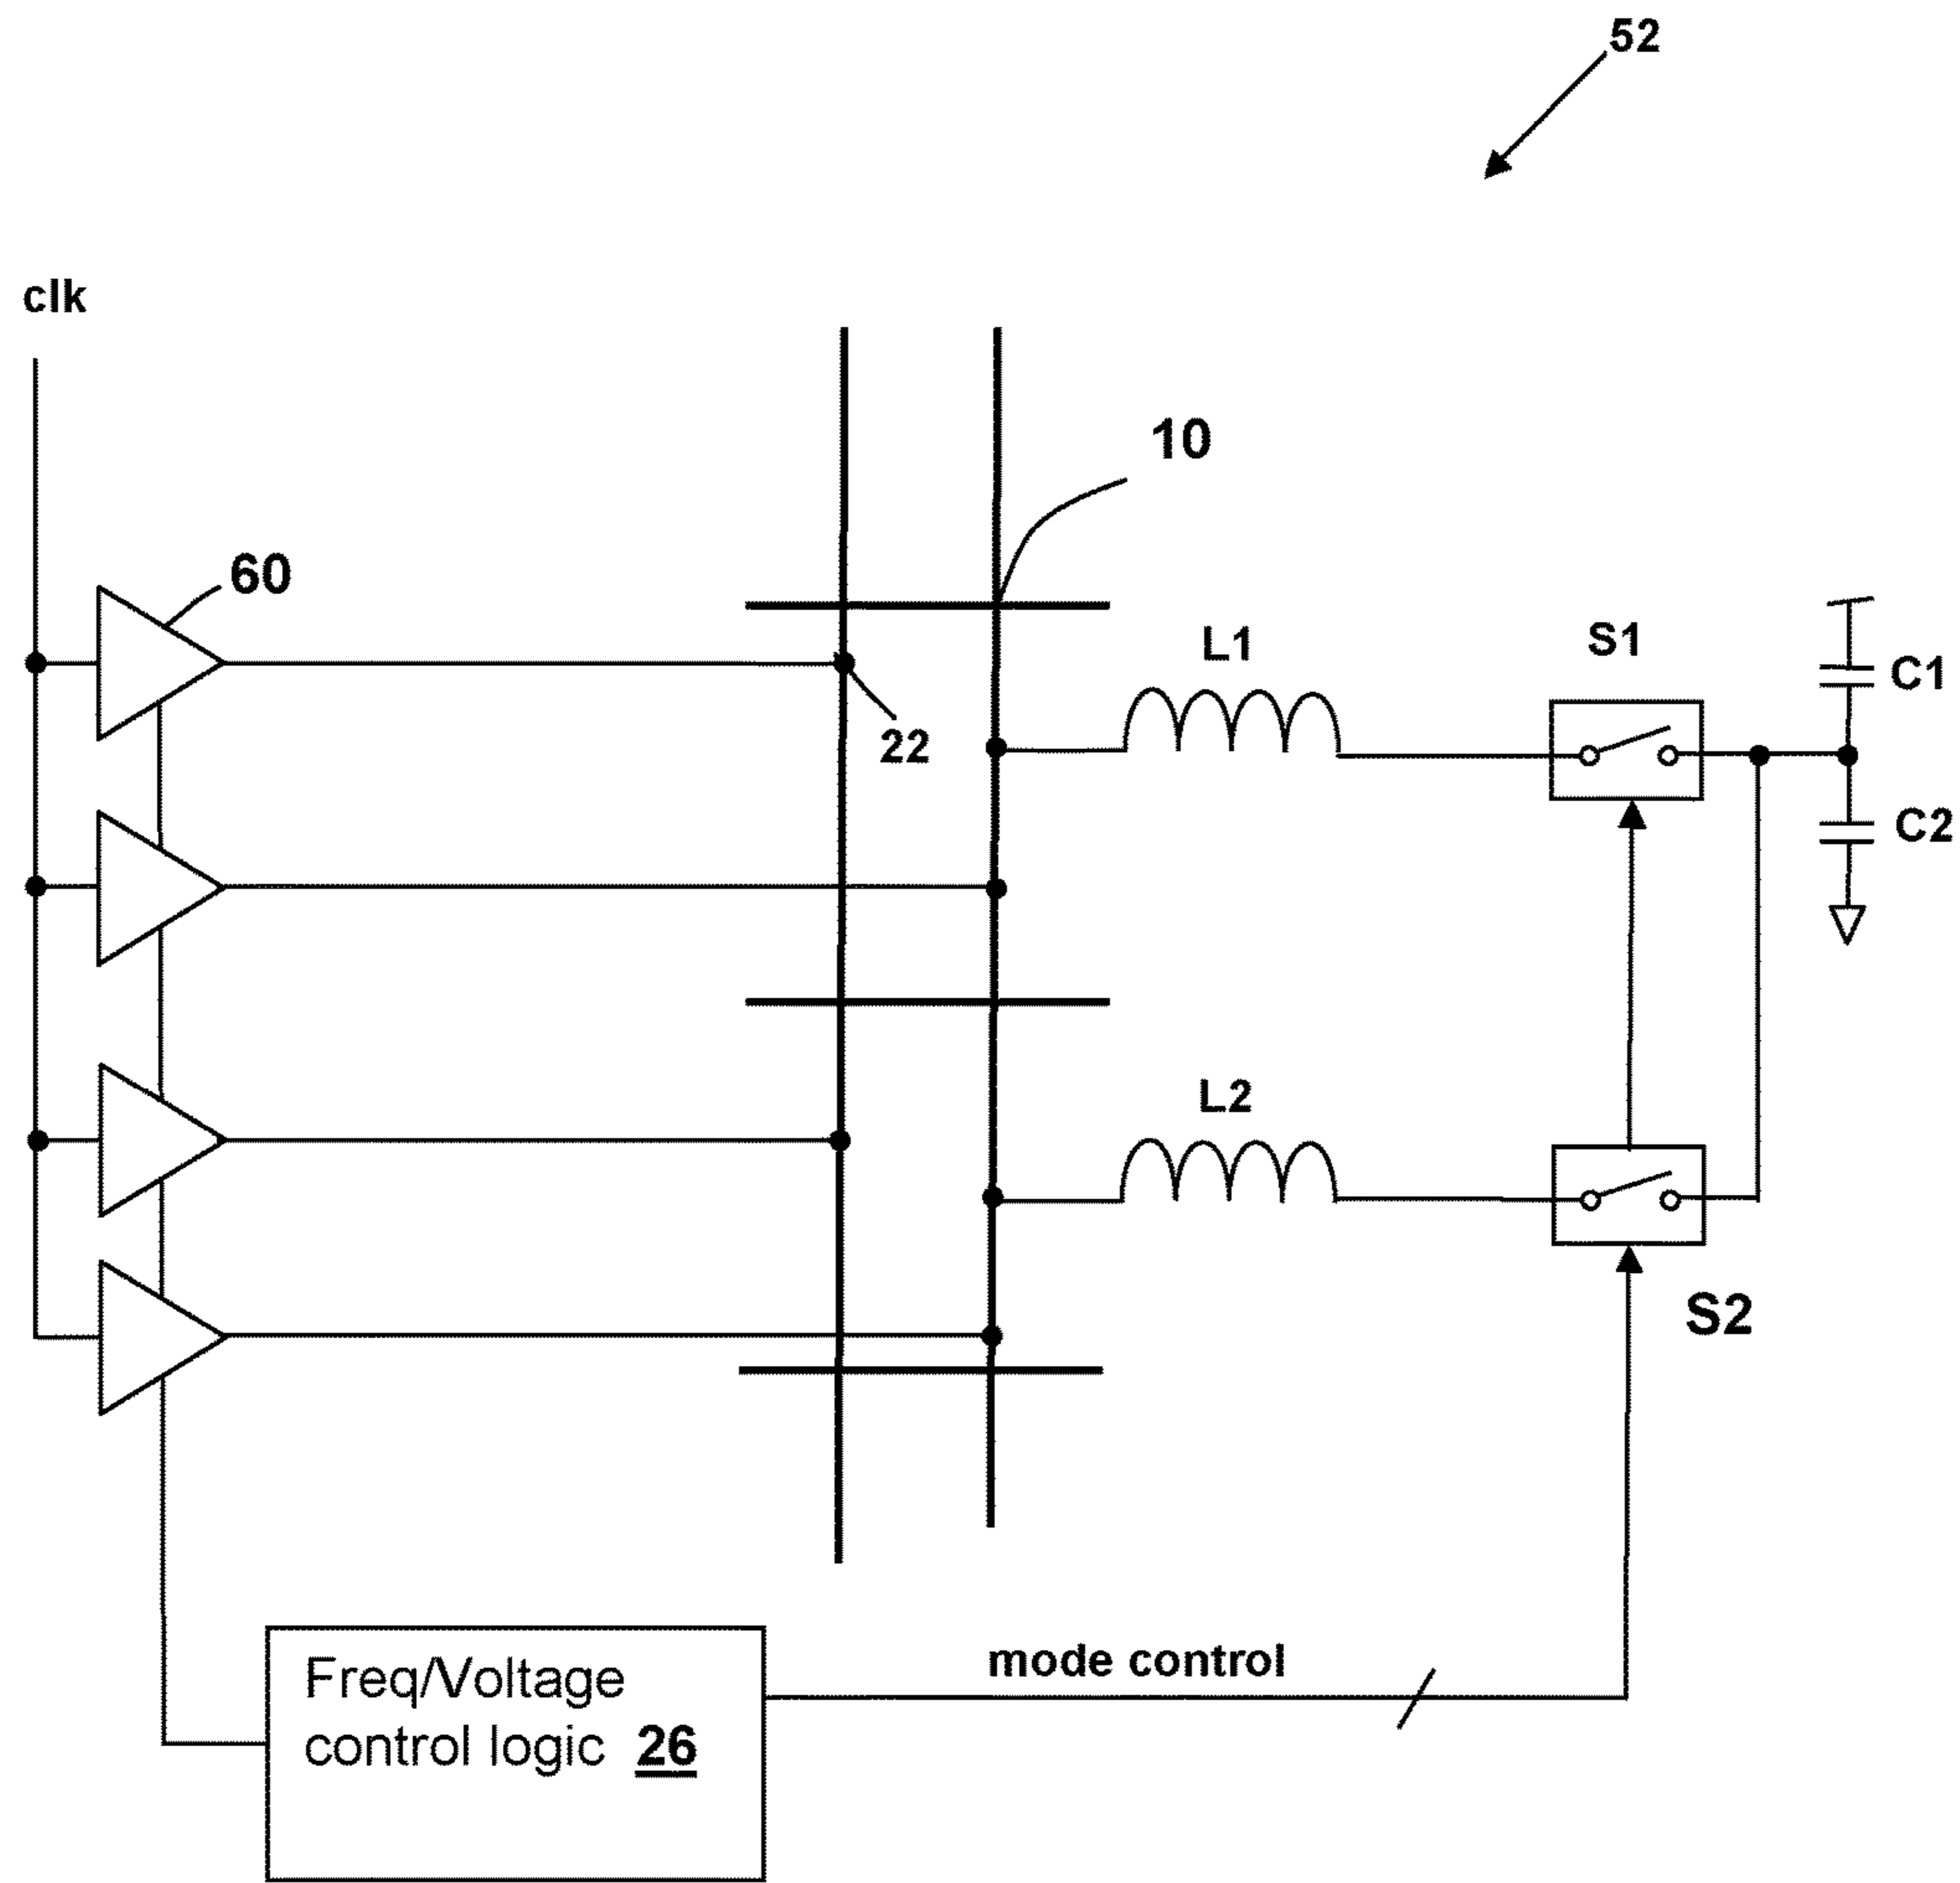 52
clk
10
60
L1
S1
C1
22
C2
L2
S2
mode control
Freq/Voltage
control logic 26